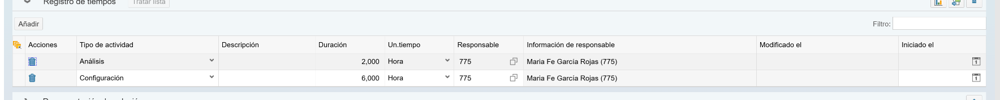 Registro de tiempos Tratar lista
Añadir Filtro:
Acciones Tipo de actividad Descripción Duración Un.tiempo Responsable Información de responsable Modificado el Iniciado el
Análisis 2,000 Hora 775 Maria Fe García Rojas (775)
Configuración 6,000 Hora 775 Maria Fe García Rojas (775)